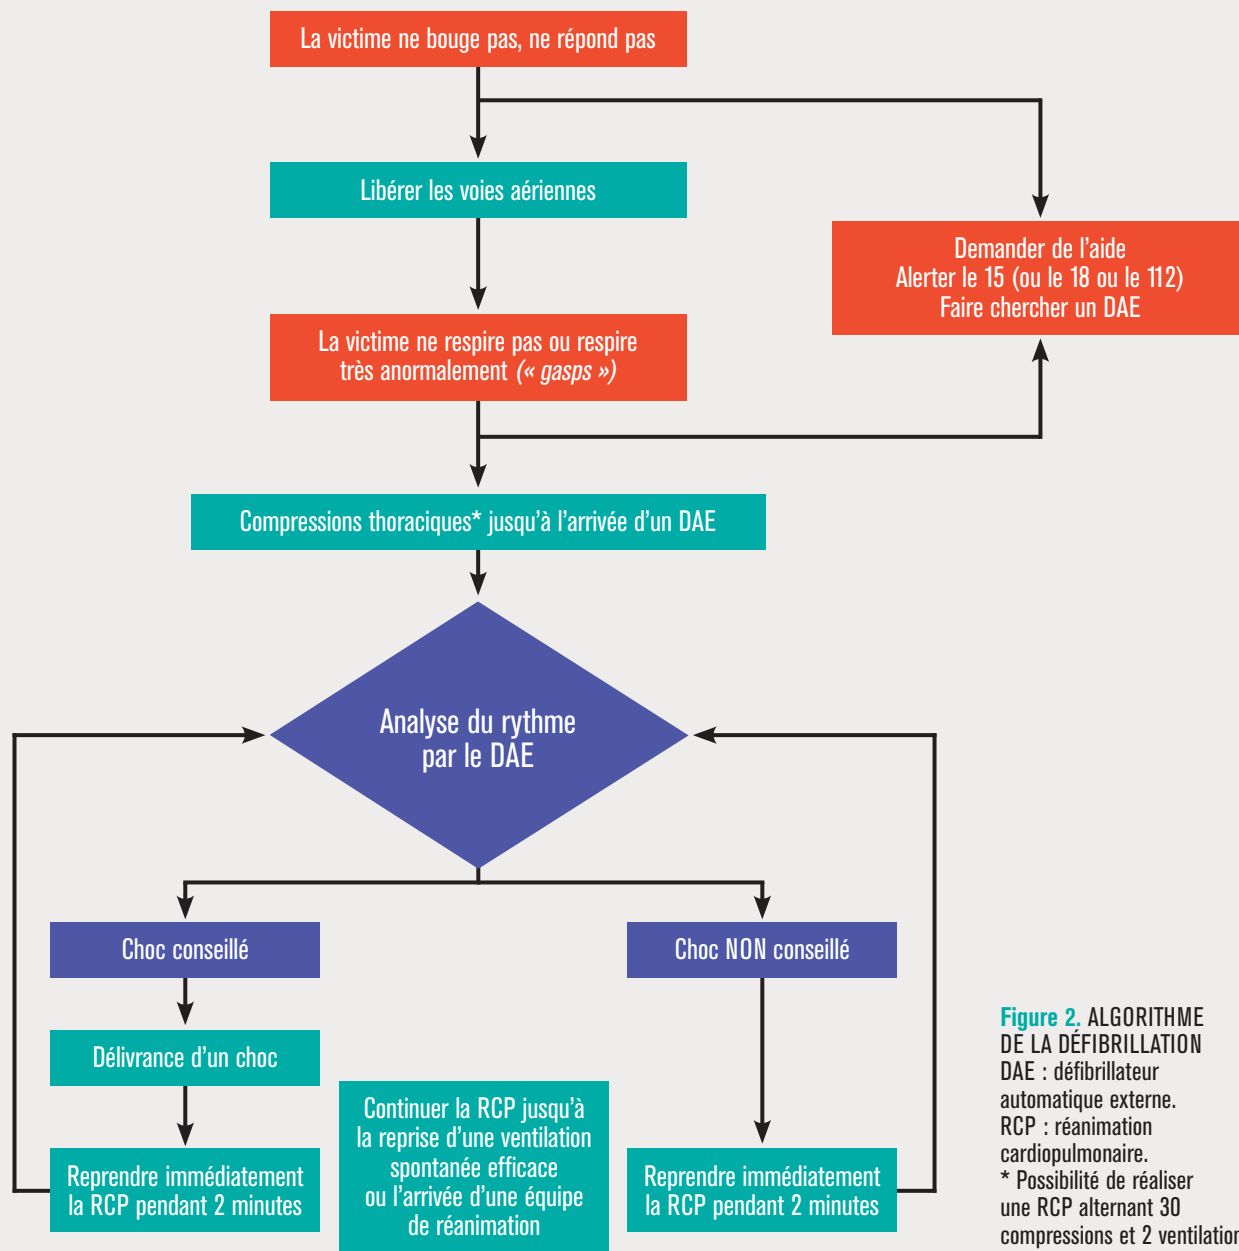 La victime ne bouge pas, ne répond pas
Libérer les voies aériennes
Demander de l’aide
Alerter le 15 (ou le 18 ou le 112)
Faire chercher un DAE
La victime ne respire pas ou respire
très anormalement (« gasps »)
Compressions thoraciques* jusqu’à l’arrivée d’un DAE
Analyse du rythme
par le DAE
Choc conseillé
Choc NON conseillé
Délivrance d’un choc
Reprendre immédiatement
la RCP pendant 2 minutes
Continuer la RCP jusqu’à
la reprise d’une ventilation
spontanée efficace
ou l’arrivée d’une équipe
de réanimation
Reprendre immédiatement
la RCP pendant 2 minutes
Figure 2. ALGORITHME
DE LA DÉFIBRILLATION
DAE : défibrillateur
automatique externe.
RCP : réanimation
cardiopulmonaire.
* Possibilité de réaliser
une RCP alternant 30
compressions et 2 ventilation